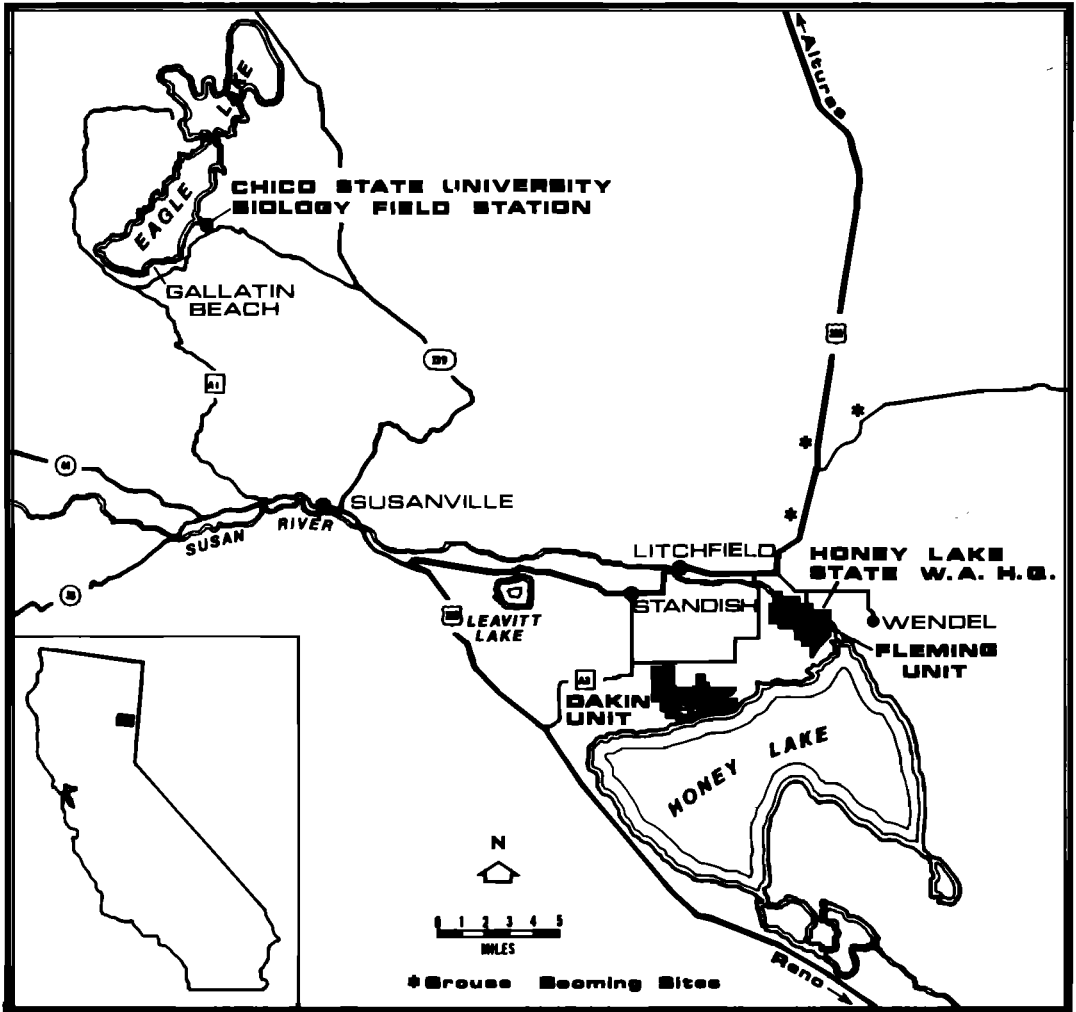 Alturas
EAGLE LAKE
CHICO STATE UNIVERSITY
BIOLOGY FIELD STATION
GALLATIN
BEACH
A1
SUSANVILLE
SUSAN RIVER
LITCHFIELD
HONEY LAKE
STATE W.A. H.Q.
STANDISH
WENDEL
LEAVITT
LAKE
FLEMING
UNIT
DAKIN
UNIT
HONEY LAKE
N
0 1 2 3 4 5
MILES
Reno
*Grouse Booming Sites